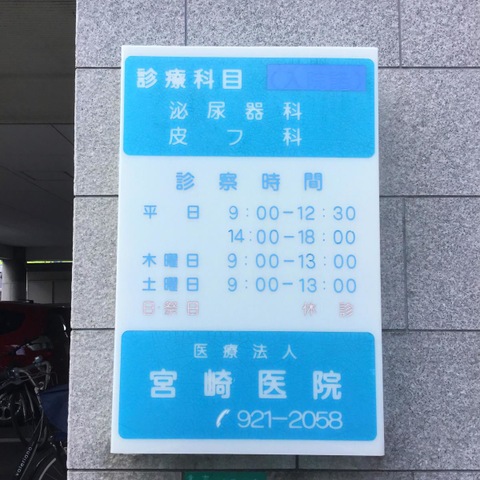 診療科目
泌尿器科
皮フ科
診察時間
平日 9:00-12:30
14:00-18:00
木曜日 9:00-13:00
土曜日 9:00-13:00
日・祭日 休診
医療法人
宮崎医院
921-2058